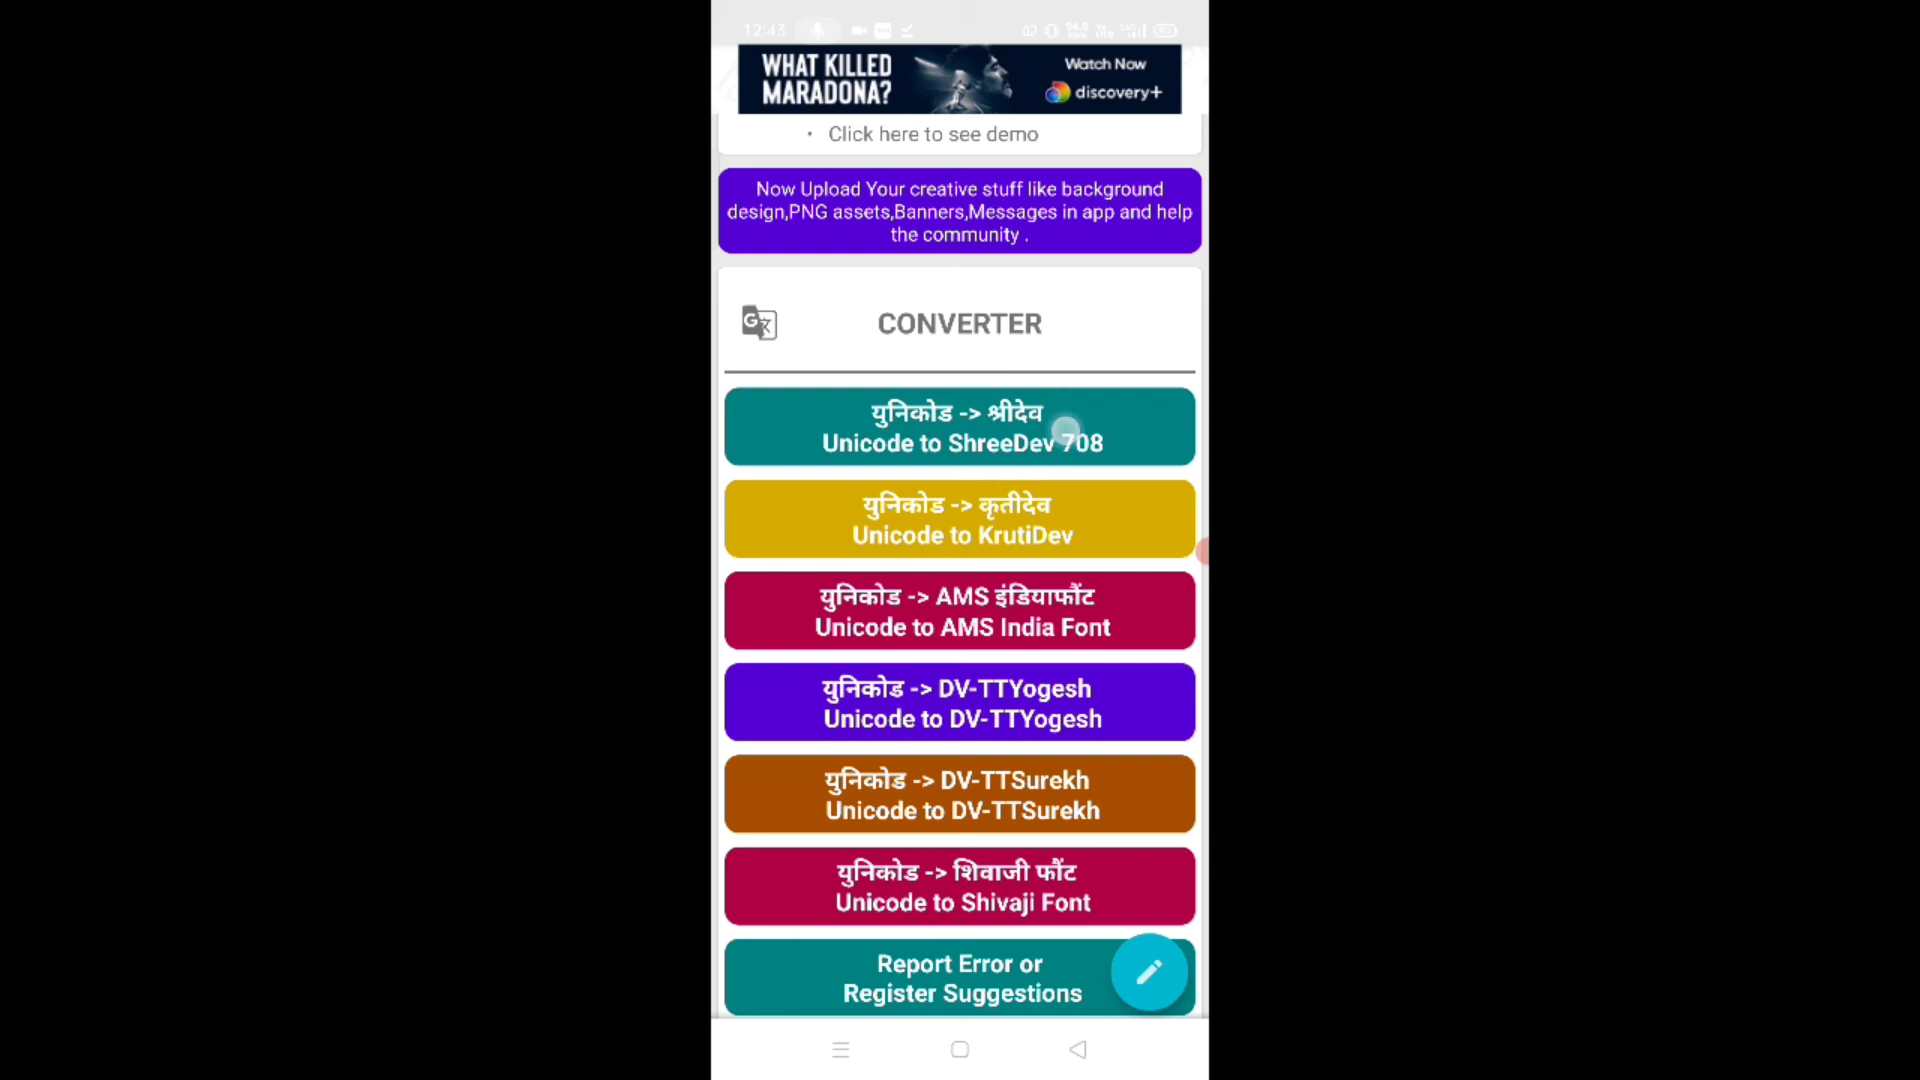 12:43
WHAT KILLED
MARADONA?
Watch Now
discovery+
• Click here to see demo
Now Upload Your creative stuff like background
design,PNG assets,Banners,Messages in app and help
the community .
CONVERTER
युनिकोड -> श्रीदेव
Unicode to ShreeDev 708
युनिकोड -> कृतीदेव
Unicode to KrutiDev
युनिकोड -> AMS इंडियाफौंट
Unicode to AMS India Font
युनिकोड -> DV-TTYogesh
Unicode to DV-TTYogesh
युनिकोड -> DV-TTSurekh
Unicode to DV-TTSurekh
युनिकोड -> शिवाजी फौंट
Unicode to Shivaji Font
Report Error or
Register Suggestions